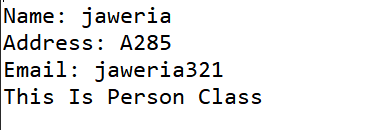 Name: jaweria
Address: A285
Email: jaweria321
This Is Person Class